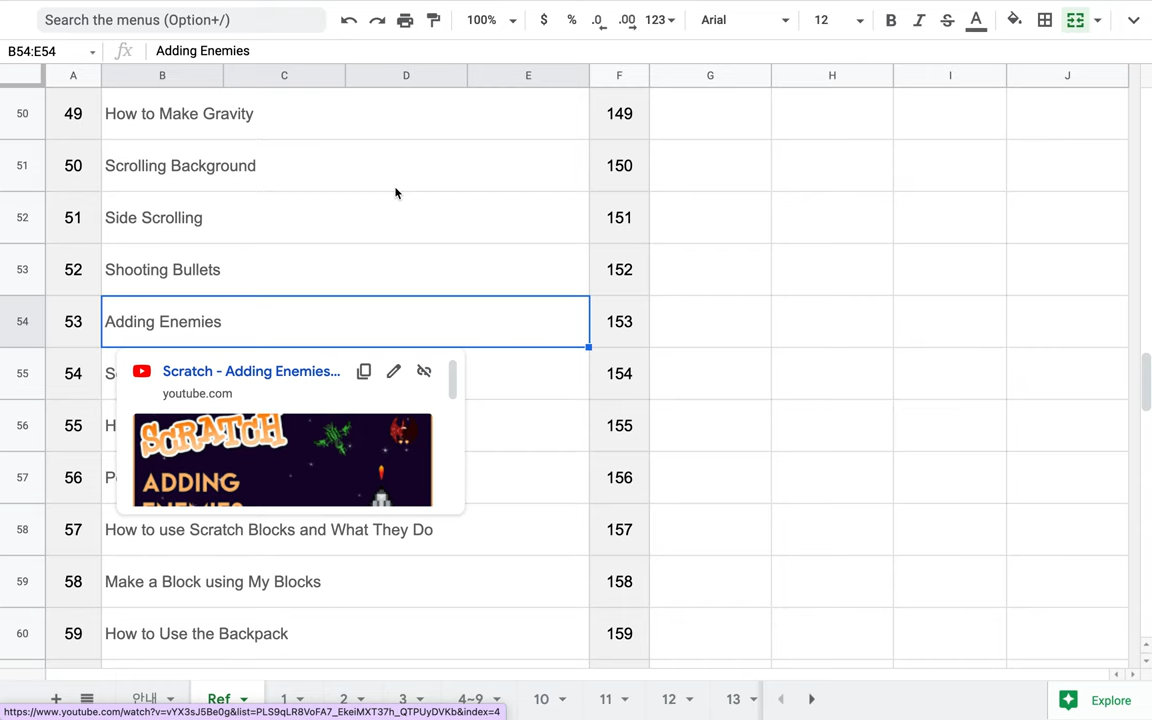 Search the menus (Option+/) 100% $ % .0 .00 123 Arial 12 B I S A
B54:E54 fx Adding Enemies
A B C D E F G H I J
50 49 How to Make Gravity 149
51 50 Scrolling Background 150
52 51 Side Scrolling 151
53 52 Shooting Bullets 152
54 53 Adding Enemies 153
55 54 S 154
Scratch - Adding Enemies...
youtube.com
SCRATCH
ADDING
ENEMIES
56 55 H 155
57 56 P 156
58 57 How to use Scratch Blocks and What They Do 157
59 58 Make a Block using My Blocks 158
60 59 How to Use the Backpack 159
+ 안내 Ref 1 2 3 4~9 10 11 12 13 Explore
https://www.youtube.com/watch?v=vYX3sJ5Be0g&list=PLS9qLR8VoFA7_EkeiMXT37h_QTPUyDVKb&index=4